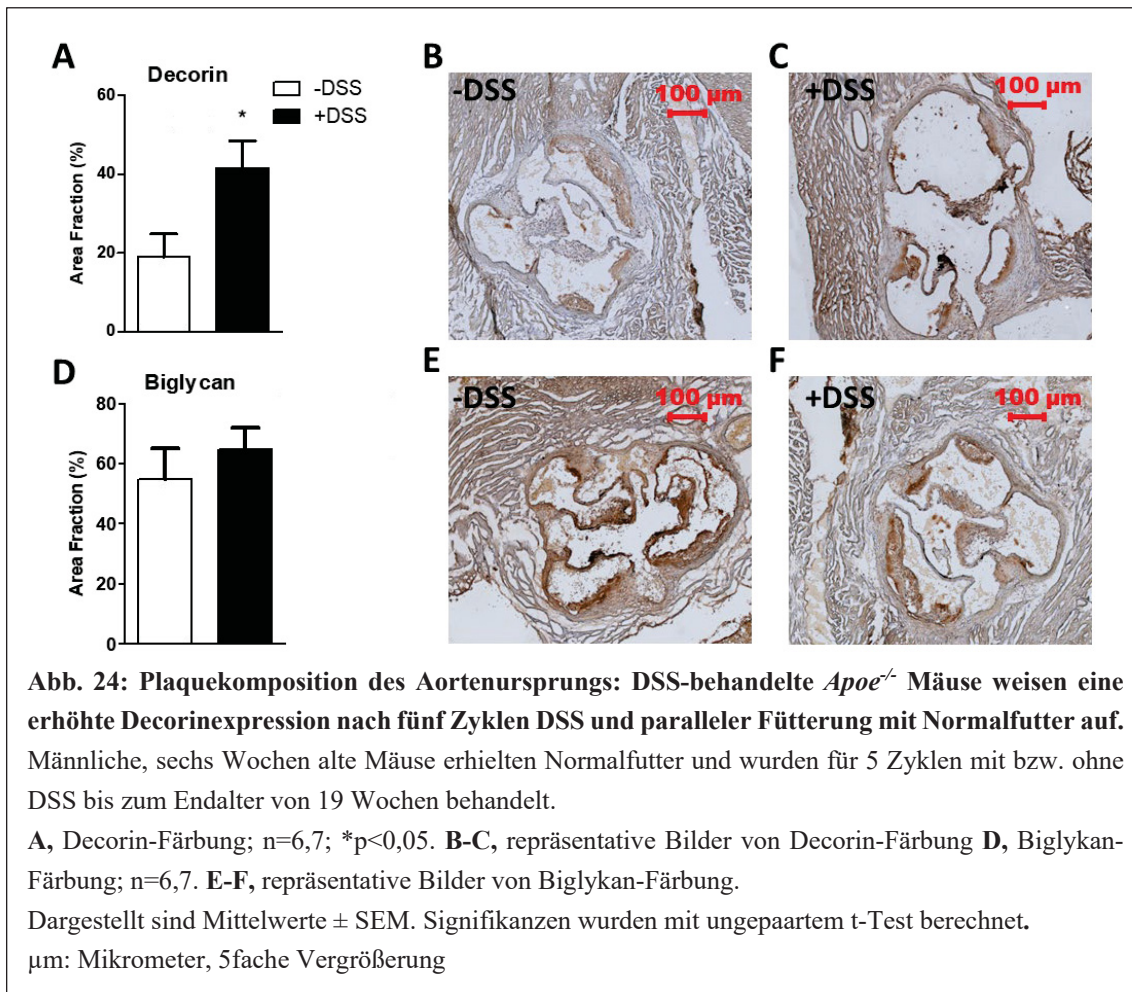 A
Decorin
-DSS
+DSS
*
60
40
20
0
Area Fraction (%)
B
-DSS
100 µm
C
+DSS
100 µm
D
Biglycan
80
60
40
20
0
Area Fraction (%)
E
-DSS
100 µm
F
+DSS
100 µm
Abb. 24: Plaquekomposition des Aortenursprungs: DSS-behandelte Apoe-/- Mäuse weisen eine
erhöhte Decorinexpression nach fünf Zyklen DSS und paralleler Fütterung mit Normalfutter auf.
Männliche, sechs Wochen alte Mäuse erhielten Normalfutter und wurden für 5 Zyklen mit bzw. ohne
DSS bis zum Endalter von 19 Wochen behandelt.
A, Decorin-Färbung; n=6,7; *p<0,05. B-C, repräsentative Bilder von Decorin-Färbung D, Biglykan-
Färbung; n=6,7. E-F, repräsentative Bilder von Biglykan-Färbung.
Dargestellt sind Mittelwerte ± SEM. Signifikanzen wurden mit ungepaartem t-Test berechnet.
µm: Mikrometer, 5fache Vergrößerung